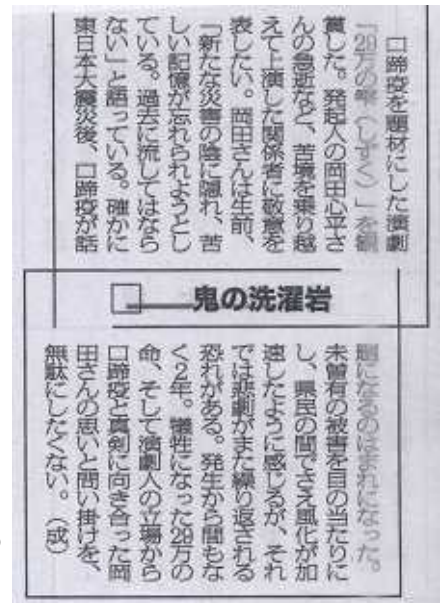 口蹄疫を題材にした演劇
「29万の雫（しずく）」を観
賞した。発起人の岡田心平さ
んの急逝など、苦境を乗り越
えて上演した関係者に敬意を
表したい。岡田さんは生前、
「新たな災害の陰に隠れ、苦
しい記憶が忘れられようとし
ている。過去に流してはなら
ない」と語っている。確かに
東日本大震災後、口蹄疫が話
鬼の洗濯岩
題になるのはまれになった。
未曽有の被害を目の当たりに
し、県民の間でさえ風化が加
速したように感じるが、それ
では悲劇がまた繰り返される
恐れがある。発生から間もな
く2年。犠牲になった29万の
命、そして演劇人の立場から
口蹄疫と真剣に向き合った岡
田さんの思いと問い掛けを、
無駄にしたくない。（成）